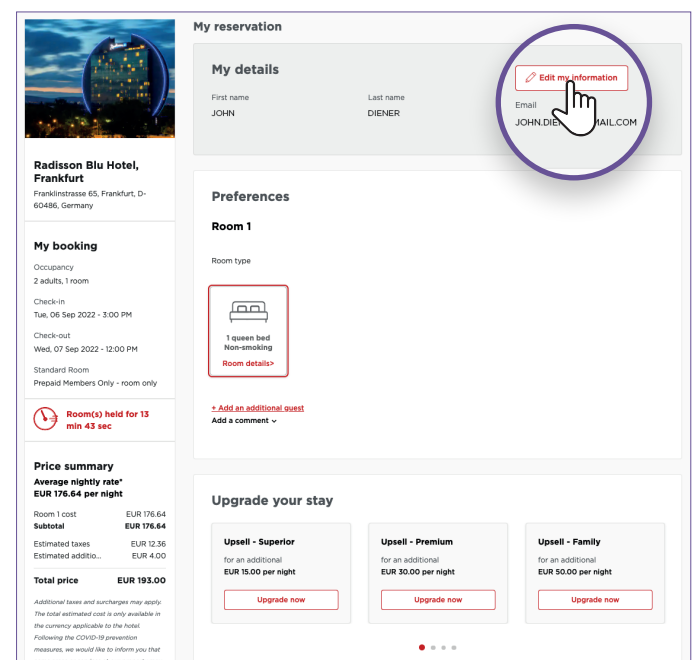 My reservation
My details
Edit my information
First name
Last name
Email
JOHN
DIENER
JOHN.DIE MAIL.COM
Radisson Blu Hotel,
Frankfurt
Franklinstrasse 65, Frankfurt, D-
60486, Germany
My booking
Occupancy
2 adults, 1 room
Check-in
Tue, 06 Sep 2022 - 3:00 PM
Check-out
Wed, 07 Sep 2022 - 12:00 PM
Standard Room
Prepaid Members Only - room only
Room(s) held for 13
min 43 sec
Price summary
Average nightly rate*
EUR 176.64 per night
Room 1 cost EUR 176.64
Subtotal EUR 176.64
Estimated taxes EUR 12.36
Estimated additio... EUR 4.00
Total price EUR 193.00
Additional taxes and surcharges may apply.
The total estimated cost is only available in
the currency applicable to the hotel.
Following the COVID-19 prevention
measures, we would like to inform you that
Preferences
Room 1
Room type
1 queen bed
Non-smoking
Room details>
+ Add an additional guest
Add a comment
Upgrade your stay
Upsell - Superior
for an additional
EUR 15.00 per night
Upgrade now
Upsell - Premium
for an additional
EUR 30.00 per night
Upgrade now
Upsell - Family
for an additional
EUR 50.00 per night
Upgrade now